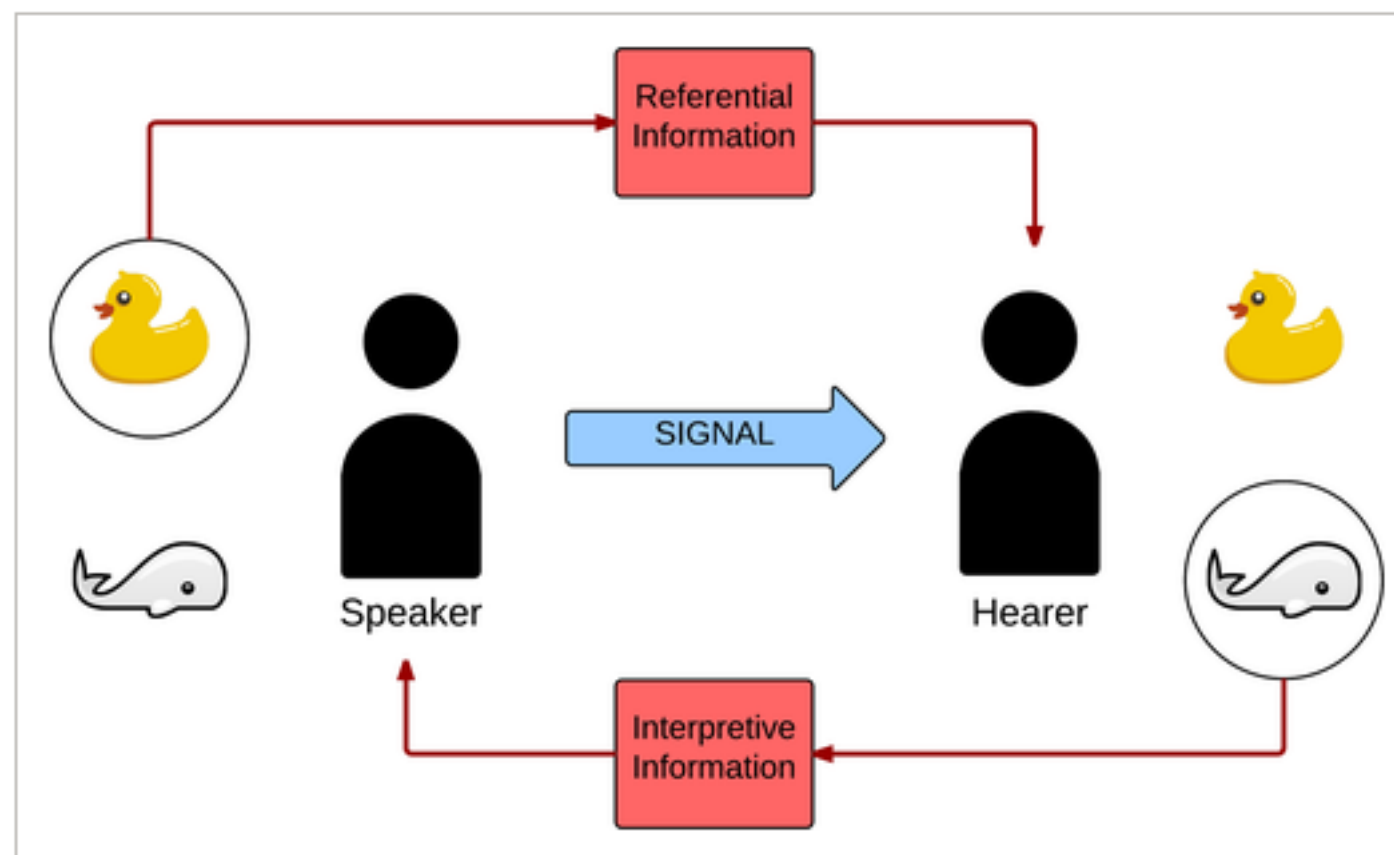 Referential
Information
SIGNAL
Speaker
Hearer
Interpretive
Information